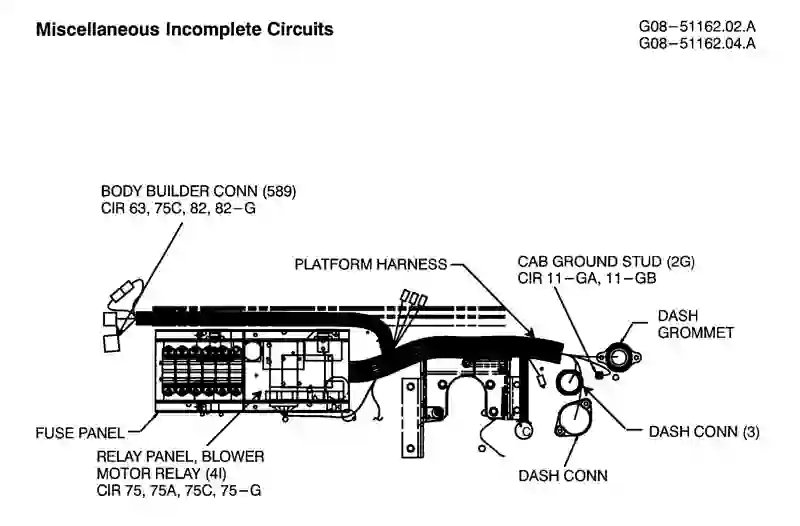 Miscellaneous Incomplete Circuits
G08-51162.02.A
G08-51162.04.A
BODY BUILDER CONN (589)
CIR 63, 75C, 82, 82-G
PLATFORM HARNESS
CAB GROUND STUD (2G)
CIR 11-GA, 11-GB
DASH
GROMMET
FUSE PANEL
RELAY PANEL, BLOWER
MOTOR RELAY (4I)
CIR 75, 75A, 75C, 75-G
DASH CONN (3)
DASH CONN